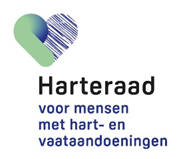 Harteraad
voor mensen
met hart- en
vaataandoeningen